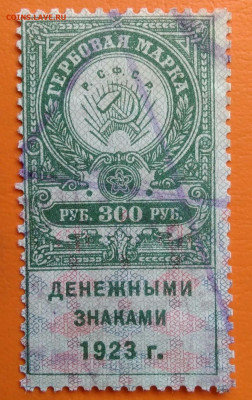 COINS.LAVE.RU
ГЕРБОВАЯ МАРКА
Р.С.Ф.С.Р.
РУБ. 300 РУБ.
ДЕНЕЖНЫМИ
ЗНАКАМИ
1923 г.